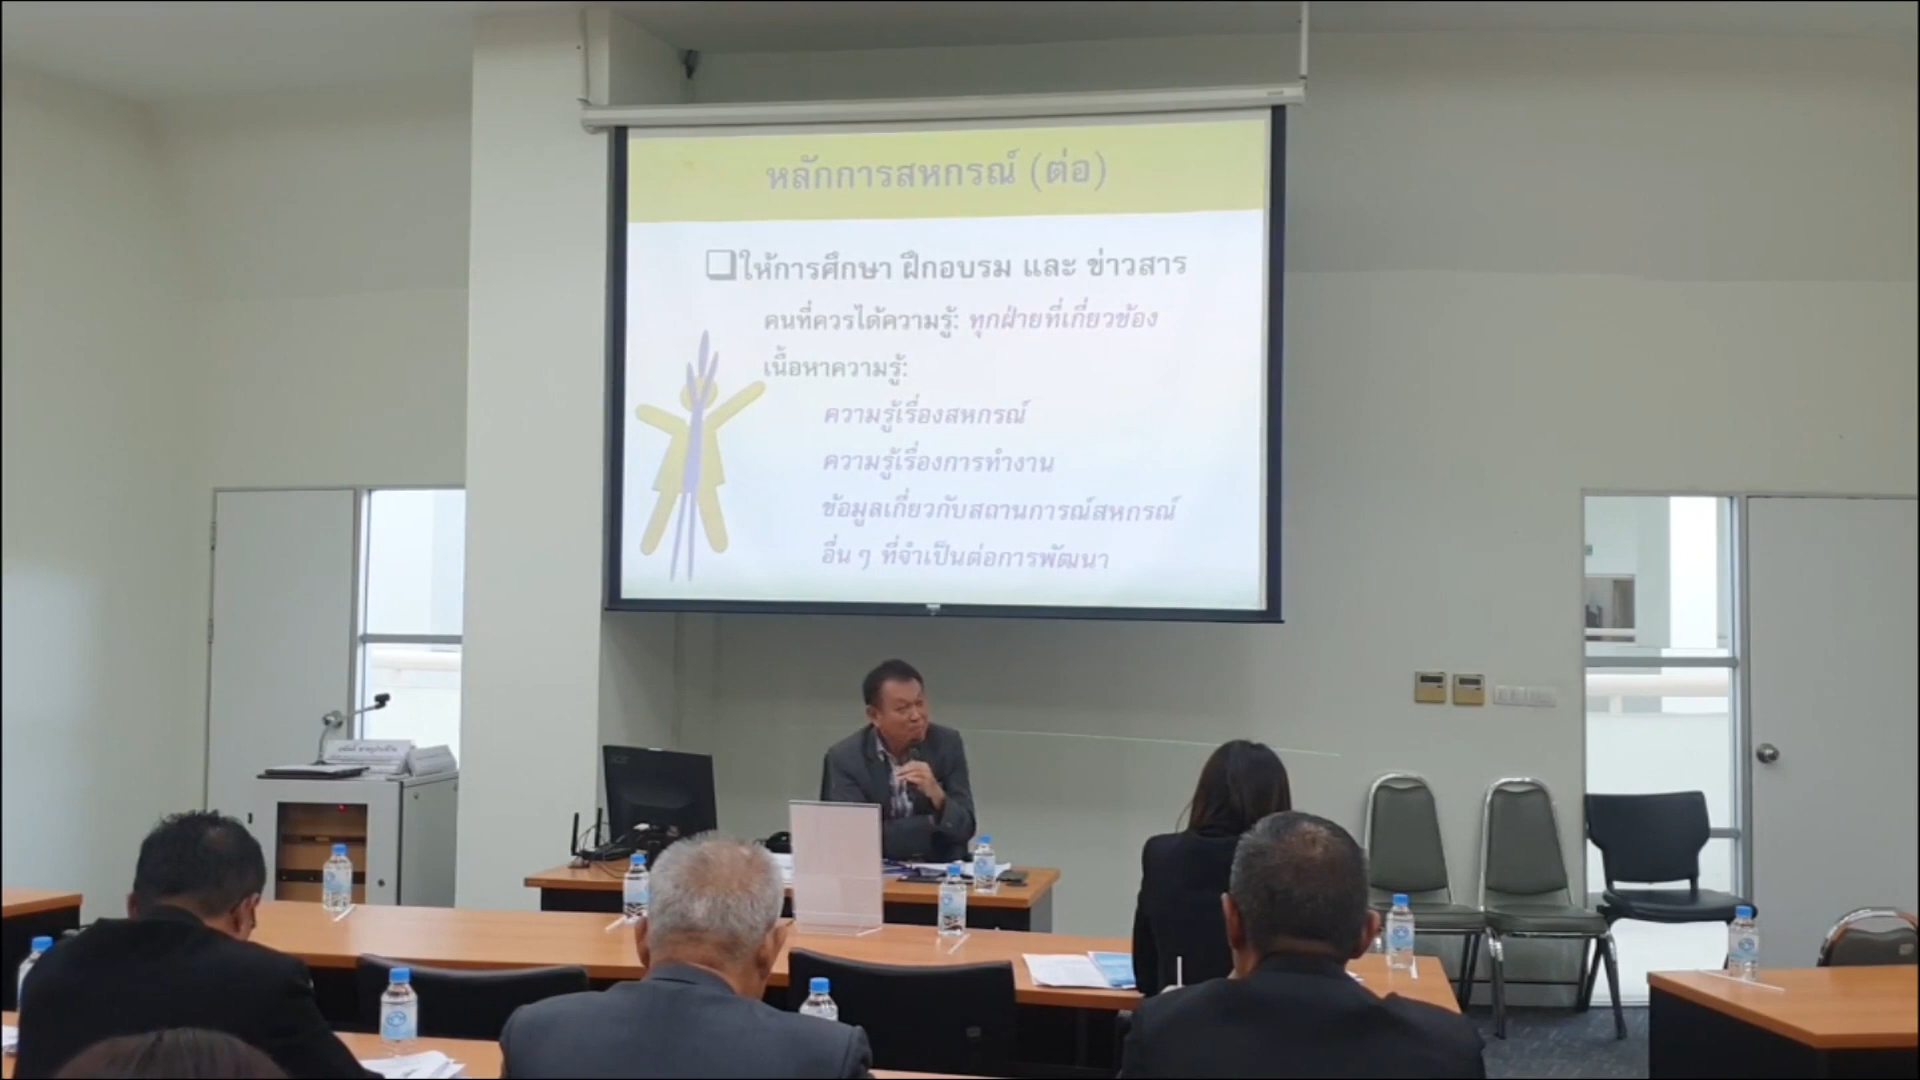 หลักการสหกรณ์ (ต่อ)
❑ให้การศึกษา ฝึกอบรม และ ข่าวสาร
คนที่ควรได้ความรู้: ทุกฝ่ายที่เกี่ยวข้อง
เนื้อหาความรู้:
ความรู้เรื่องสหกรณ์
ความรู้เรื่องการทำงาน
ข้อมูลเกี่ยวกับสถานการณ์สหกรณ์
อื่น ๆ ที่จำเป็นต่อการพัฒนา